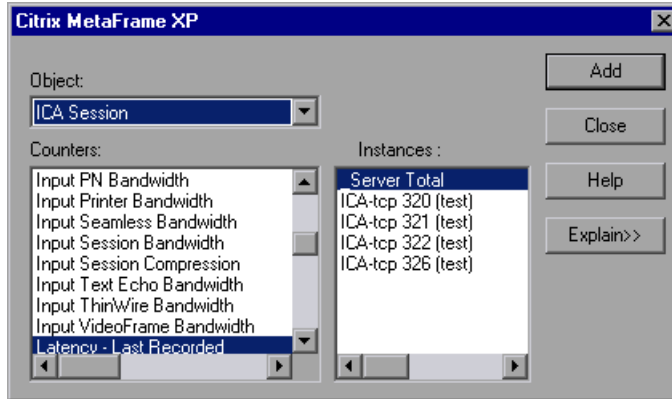 Citrix MetaFrame XP
Object:
ICA Session
Counters:
Input PN Bandwidth
Input Printer Bandwidth
Input Seamless Bandwidth
Input Session Bandwidth
Input Session Compression
Input Text Echo Bandwidth
Input ThinWire Bandwidth
Input VideoFrame Bandwidth
Latency - Last Recorded
Instances :
_Server Total
ICA-tcp 320 (test)
ICA-tcp 321 (test)
ICA-tcp 322 (test)
ICA-tcp 326 (test)
Add
Close
Help
Explain>>